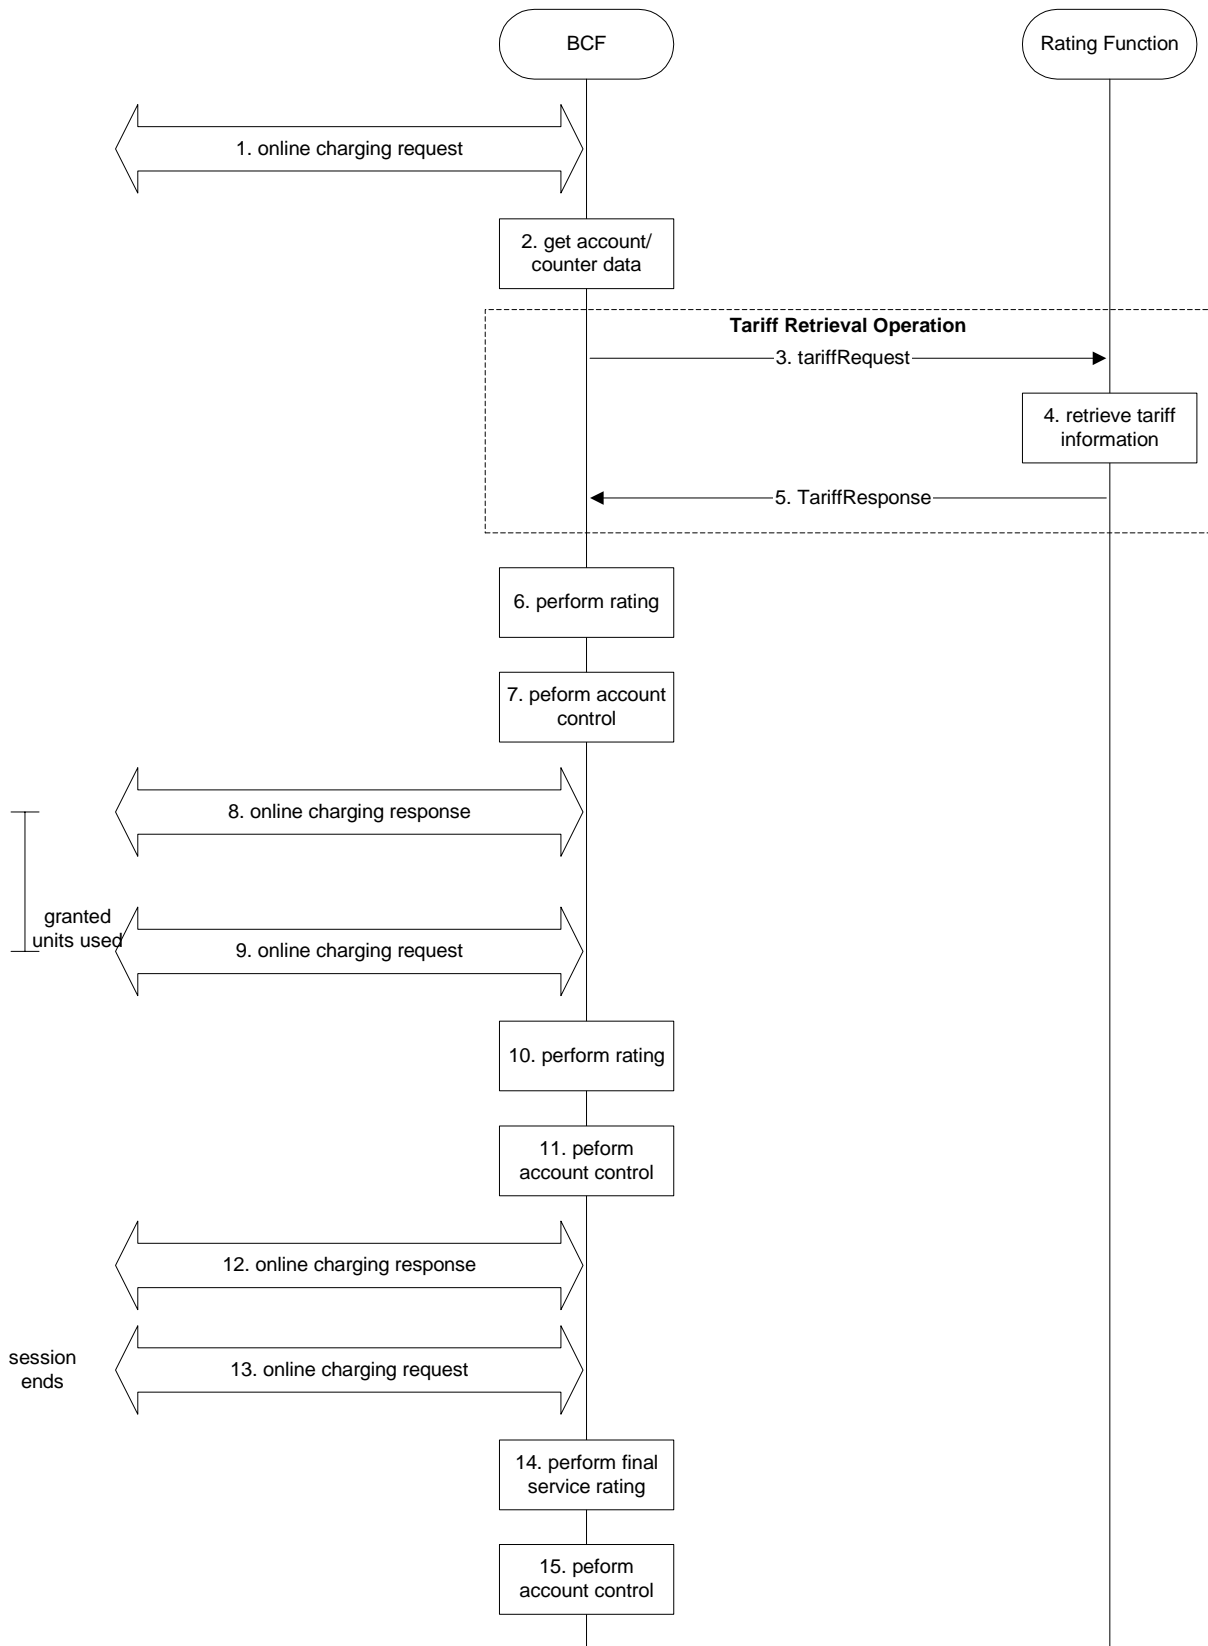 BCF
Rating Function
1. online charging request
2. get account/
counter data
Tariff Retrieval Operation
3. tariffRequest
4. retrieve tariff
information
5. TariffResponse
6. perform rating
7. peform account
control
8. online charging response
granted
units used
9. online charging request
10. perform rating
11. peform
account control
12. online charging response
session
ends
13. online charging request
14. perform final
service rating
15. peform
account control